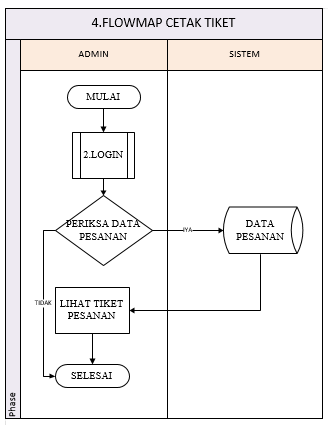 4.FLOWMAP CETAK TIKET
ADMIN
SISTEM
MULAI
2.LOGIN
PERIKSA DATA
PESANAN
IYA
DATA
PESANAN
TIDAK
LIHAT TIKET
PESANAN
SELESAI
Phase